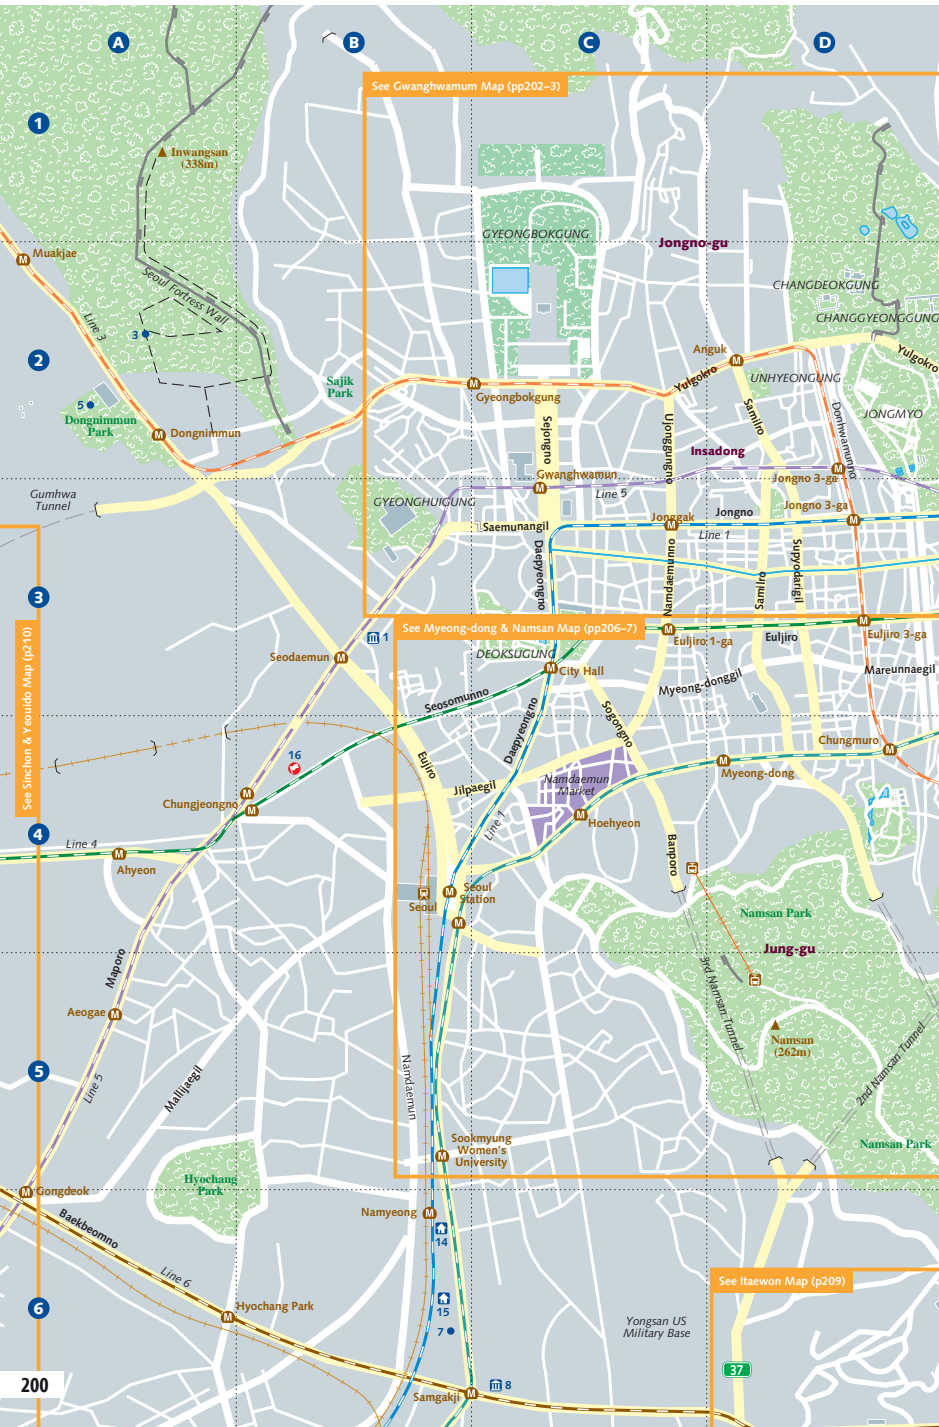 A
B
C
D
See Gwanghwamum Map (pp202–3)
1
Inwangsan
(338m)
GYEONGBOKGUNG
Jongno-gu
Muakjae
Seoul Fortress Wall
CHANGDEOKGUNG
CHANGGYEONGGUNG
Line 3
3
2
Anguk
Yulgokro
Yulgokro
Sajik
Park
UNHYEONGUNG
Gyeongbokgung
5
Dongnimmun
Park
Dongnimmun
Sejongno
Ujonggungno
Samilro
Donhwamunno
JONGMYO
Insadong
Gwanghwamun
Jongno 3-ga
Gumhwa
Tunnel
GYEONGHUIGUNG
Line 5
Jongno 3-ga
Jongno
Jonggak
Saemunangil
Line 1
Daepyeongno
Namdaemunno
Samilro
Supyodarigil
3
See Myeong-dong & Namsan Map (pp206–7)
1
Euljiro 1-ga
Euljiro
Euljiro 3-ga
Seodaemun
DEOKSUGUNG
City Hall
Mareunnaegil
Myeong-donggil
Seosomunno
See Sinchon & Yeouido Map (p210)
Sogongno
Daepyeongno
Chungmuro
16
Euljiro
Myeong-dong
Namdaemun
Market
Jilpaegil
Chungjeongno
Hoehyeon
4
Line 4
Line 1
Ahyeon
Banporo
Seoul
Station
Seoul
Namsan Park
Jung-gu
Maporo
3rd Namsan Tunnel
Aeogae
Namsan
(262m)
2nd Namsan Tunnel
5
Line 5
Mallijaegil
Namdaemun
Sookmyung
Women's
University
Namsan Park
Hyochang
Park
Gongdeok
Namyeong
Baekbeomno
14
Line 6
See Itaewon Map (p209)
6
Hyochang Park
15
7
Yongsan US
Military Base
37
200
Samgakji
8